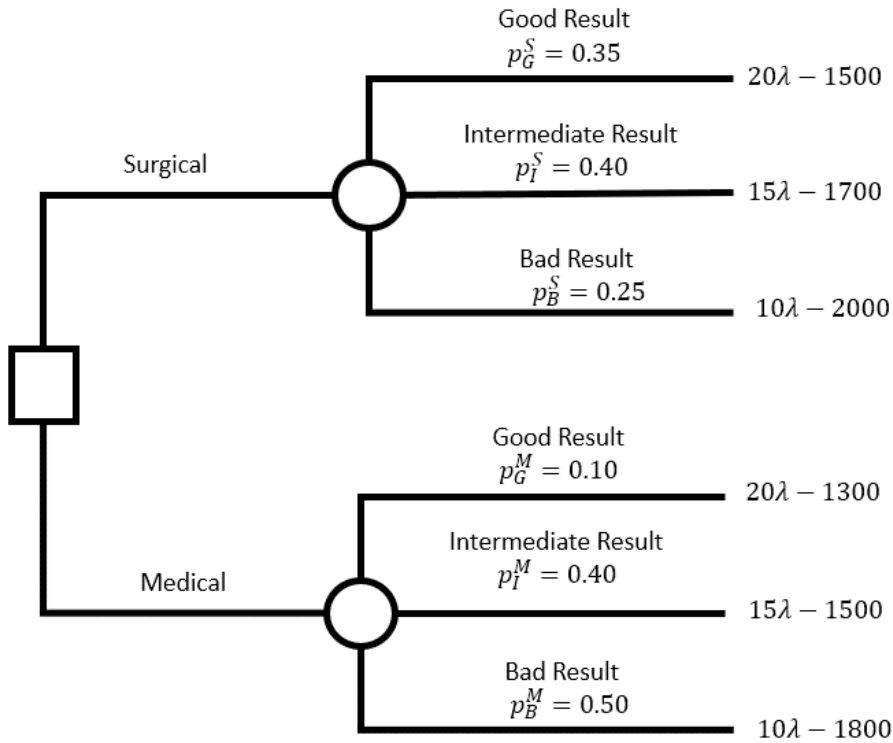 Good Result
p_G^S = 0.35
20λ − 1500
Intermediate Result
p_I^S = 0.40
15λ − 1700
Surgical
Bad Result
p_B^S = 0.25
10λ − 2000
Good Result
p_G^M = 0.10
20λ − 1300
Intermediate Result
p_I^M = 0.40
15λ − 1500
Medical
Bad Result
p_B^M = 0.50
10λ − 1800